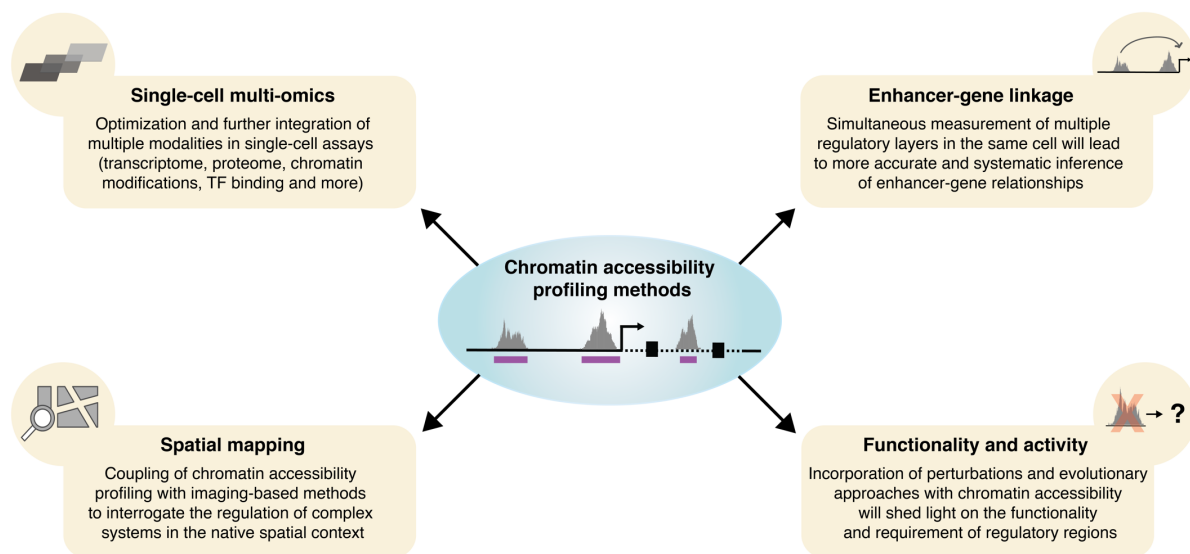 Single-cell multi-omics
Optimization and further integration of
multiple modalities in single-cell assays
(transcriptome, proteome, chromatin
modifications, TF binding and more)
Enhancer-gene linkage
Simultaneous measurement of multiple
regulatory layers in the same cell will lead
to more accurate and systematic inference
of enhancer-gene relationships
Chromatin accessibility
profiling methods
Spatial mapping
Coupling of chromatin accessibility
profiling with imaging-based methods
to interrogate the regulation of complex
systems in the native spatial context
?
Functionality and activity
Incorporation of perturbations and evolutionary
approaches with chromatin accessibility
will shed light on the functionality
and requirement of regulatory regions